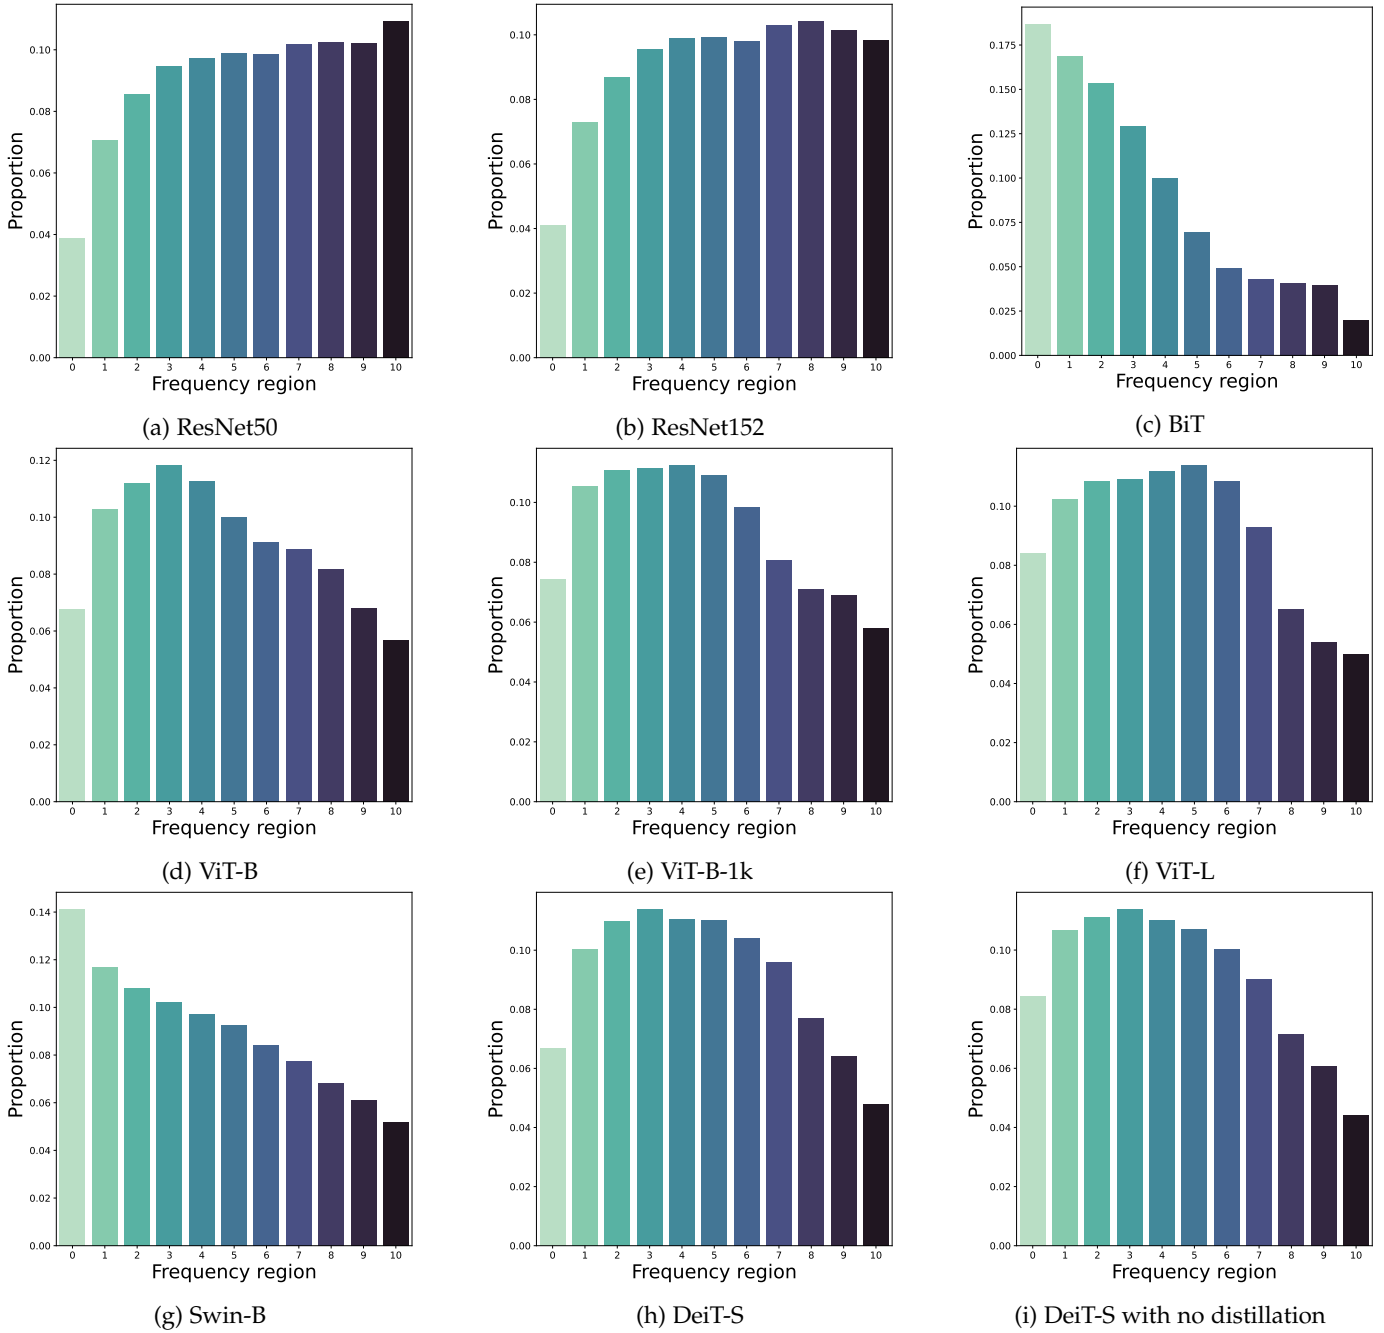 0.10
0.08
0.06
0.04
0.02
0.00
Proportion
0 1 2 3 4 5 6 7 8 9 10
Frequency region
(a) ResNet50
0.10
0.08
0.06
0.04
0.02
0.00
Proportion
0 1 2 3 4 5 6 7 8 9 10
Frequency region
(b) ResNet152
0.175
0.150
0.125
0.100
0.075
0.050
0.025
0.000
Proportion
0 1 2 3 4 5 6 7 8 9 10
Frequency region
(c) BiT
0.12
0.10
0.08
0.06
0.04
0.02
0.00
Proportion
0 1 2 3 4 5 6 7 8 9 10
Frequency region
(d) ViT-B
0.10
0.08
0.06
0.04
0.02
0.00
Proportion
0 1 2 3 4 5 6 7 8 9 10
Frequency region
(e) ViT-B-1k
0.10
0.08
0.06
0.04
0.02
0.00
Proportion
0 1 2 3 4 5 6 7 8 9 10
Frequency region
(f) ViT-L
0.14
0.12
0.10
0.08
0.06
0.04
0.02
0.00
Proportion
0 1 2 3 4 5 6 7 8 9 10
Frequency region
(g) Swin-B
0.10
0.08
0.06
0.04
0.02
0.00
Proportion
0 1 2 3 4 5 6 7 8 9 10
Frequency region
(h) DeiT-S
0.10
0.08
0.06
0.04
0.02
0.00
Proportion
0 1 2 3 4 5 6 7 8 9 10
Frequency region
(i) DeiT-S with no distillation